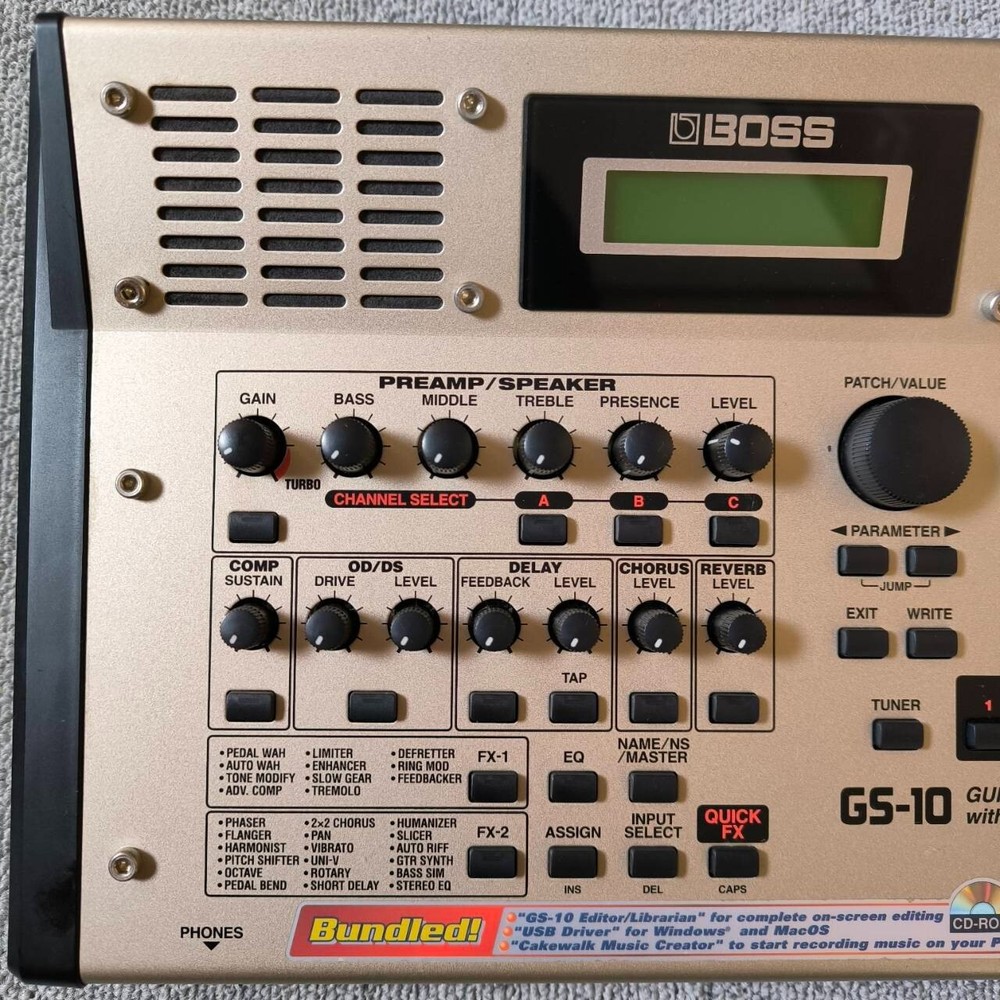 BOSS
PREAMP/SPEAKER
GAIN BASS MIDDLE TREBLE PRESENCE LEVEL
PATCH/VALUE
TURBO
CHANNEL SELECT A B C
PARAMETER
JUMP
COMP OD/DS DELAY CHORUS REVERB
SUSTAIN DRIVE LEVEL FEEDBACK LEVEL LEVEL LEVEL
EXIT WRITE
TAP
TUNER
1
•PEDAL WAH •LIMITER •DEFRETTER
•AUTO WAH •ENHANCER •RING MOD
•TONE MODIFY •SLOW GEAR •FEEDBACKER
•ADV. COMP •TREMOLO
FX-1
EQ
NAME/NS
/MASTER
GS-10
with
•PHASER •2×2 CHORUS •HUMANIZER
•FLANGER •PAN •SLICER
•HARMONIST •VIBRATO •AUTO RIFF
•PITCH SHIFTER •UNI-V •GTR SYNTH
•OCTAVE •ROTARY •BASS SIM
•PEDAL BEND •SHORT DELAY •STEREO EQ
FX-2
ASSIGN
INPUT
SELECT
QUICK
FX
INS DEL CAPS
PHONES
Bundled!
•"GS-10 Editor/Librarian" for complete on-screen editing
•"USB Driver" for Windows® and MacOS
•"Cakewalk Music Creator" to start recording music on your
CD-RO